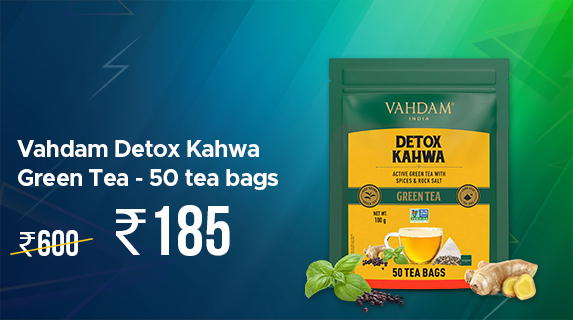 Vahdam Detox Kahwa
Green Tea - 50 tea bags
₹600
₹185
VAHDAM®
INDIA
DETOX
KAHWA
ACTIVE GREEN TEA WITH
SPICES & ROCK SALT
GREEN TEA
NET WT.
100 g
50 TEA BAGS